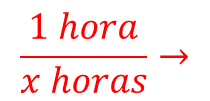 1 hora
x horas →